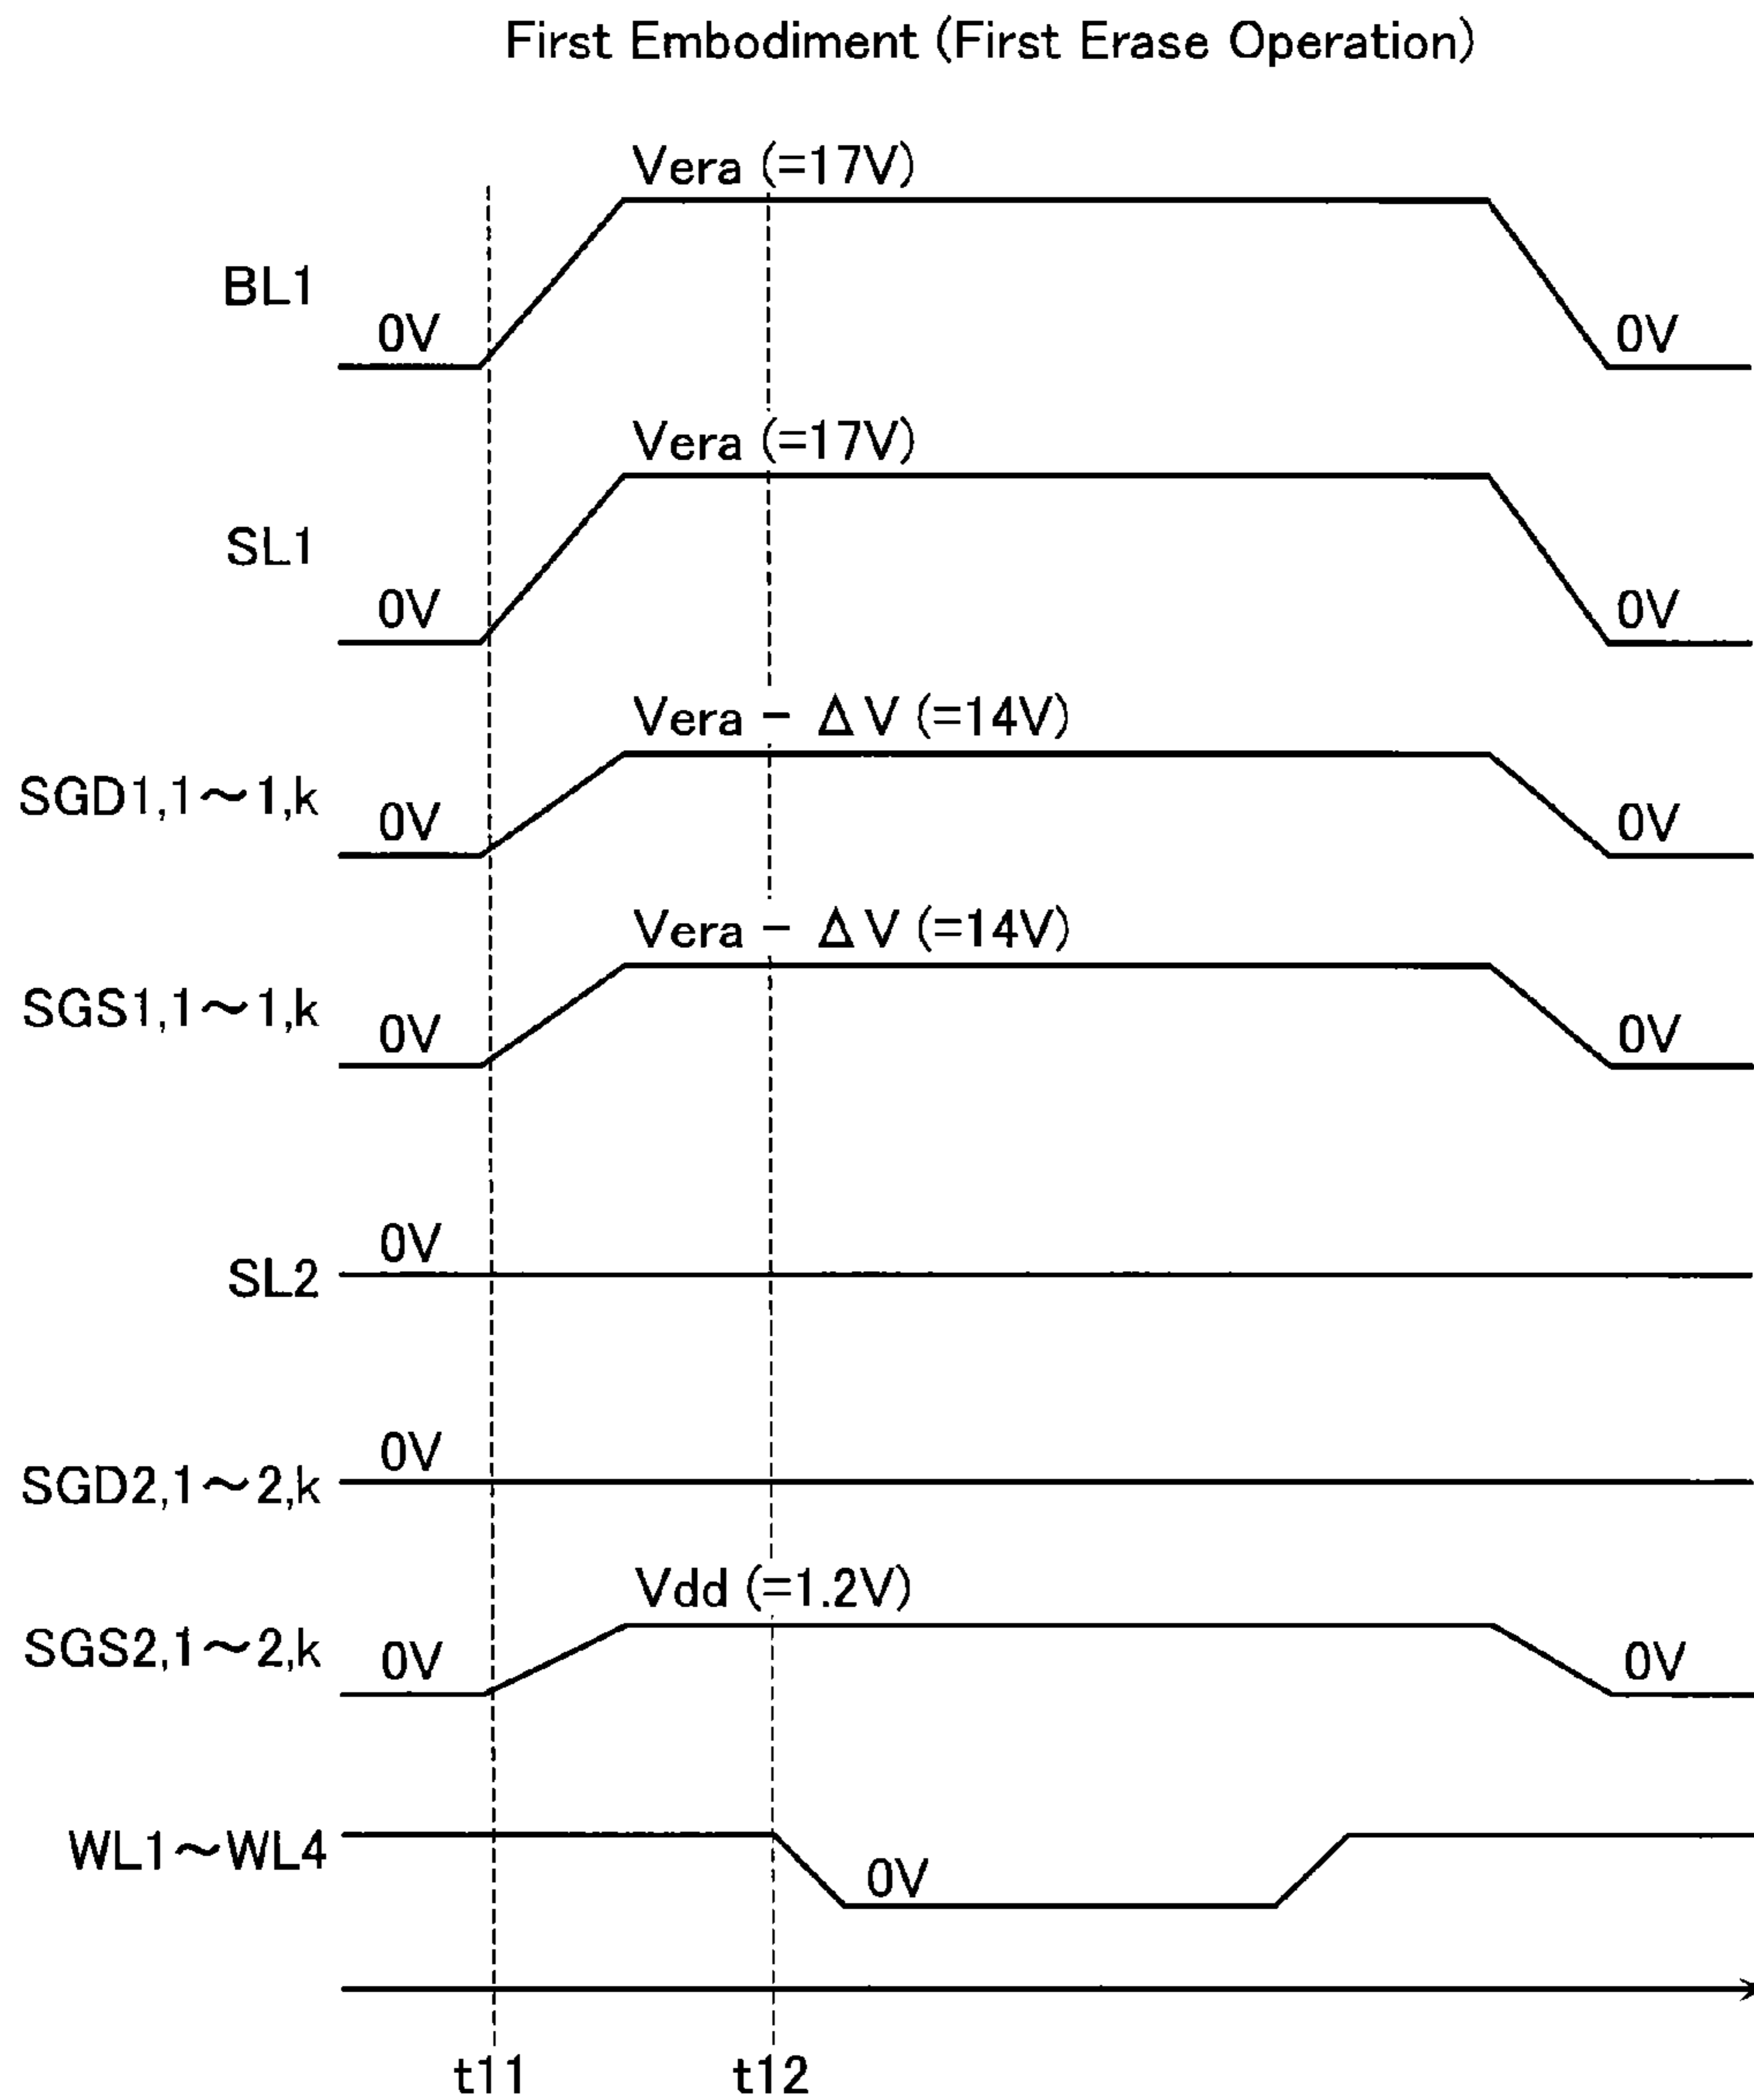 First Embodiment (First Erase Operation)
Vera (=17V)
BL1
0V
0V
Vera (=17V)
SL1
0V
0V
Vera − ΔV (=14V)
SGD1,1～1,k
0V
0V
Vera − ΔV (=14V)
SGS1,1～1,k
0V
0V
0V
SL2
0V
SGD2,1～2,k
Vdd (=1.2V)
SGS2,1～2,k
0V
0V
WL1～WL4
0V
t11
t12